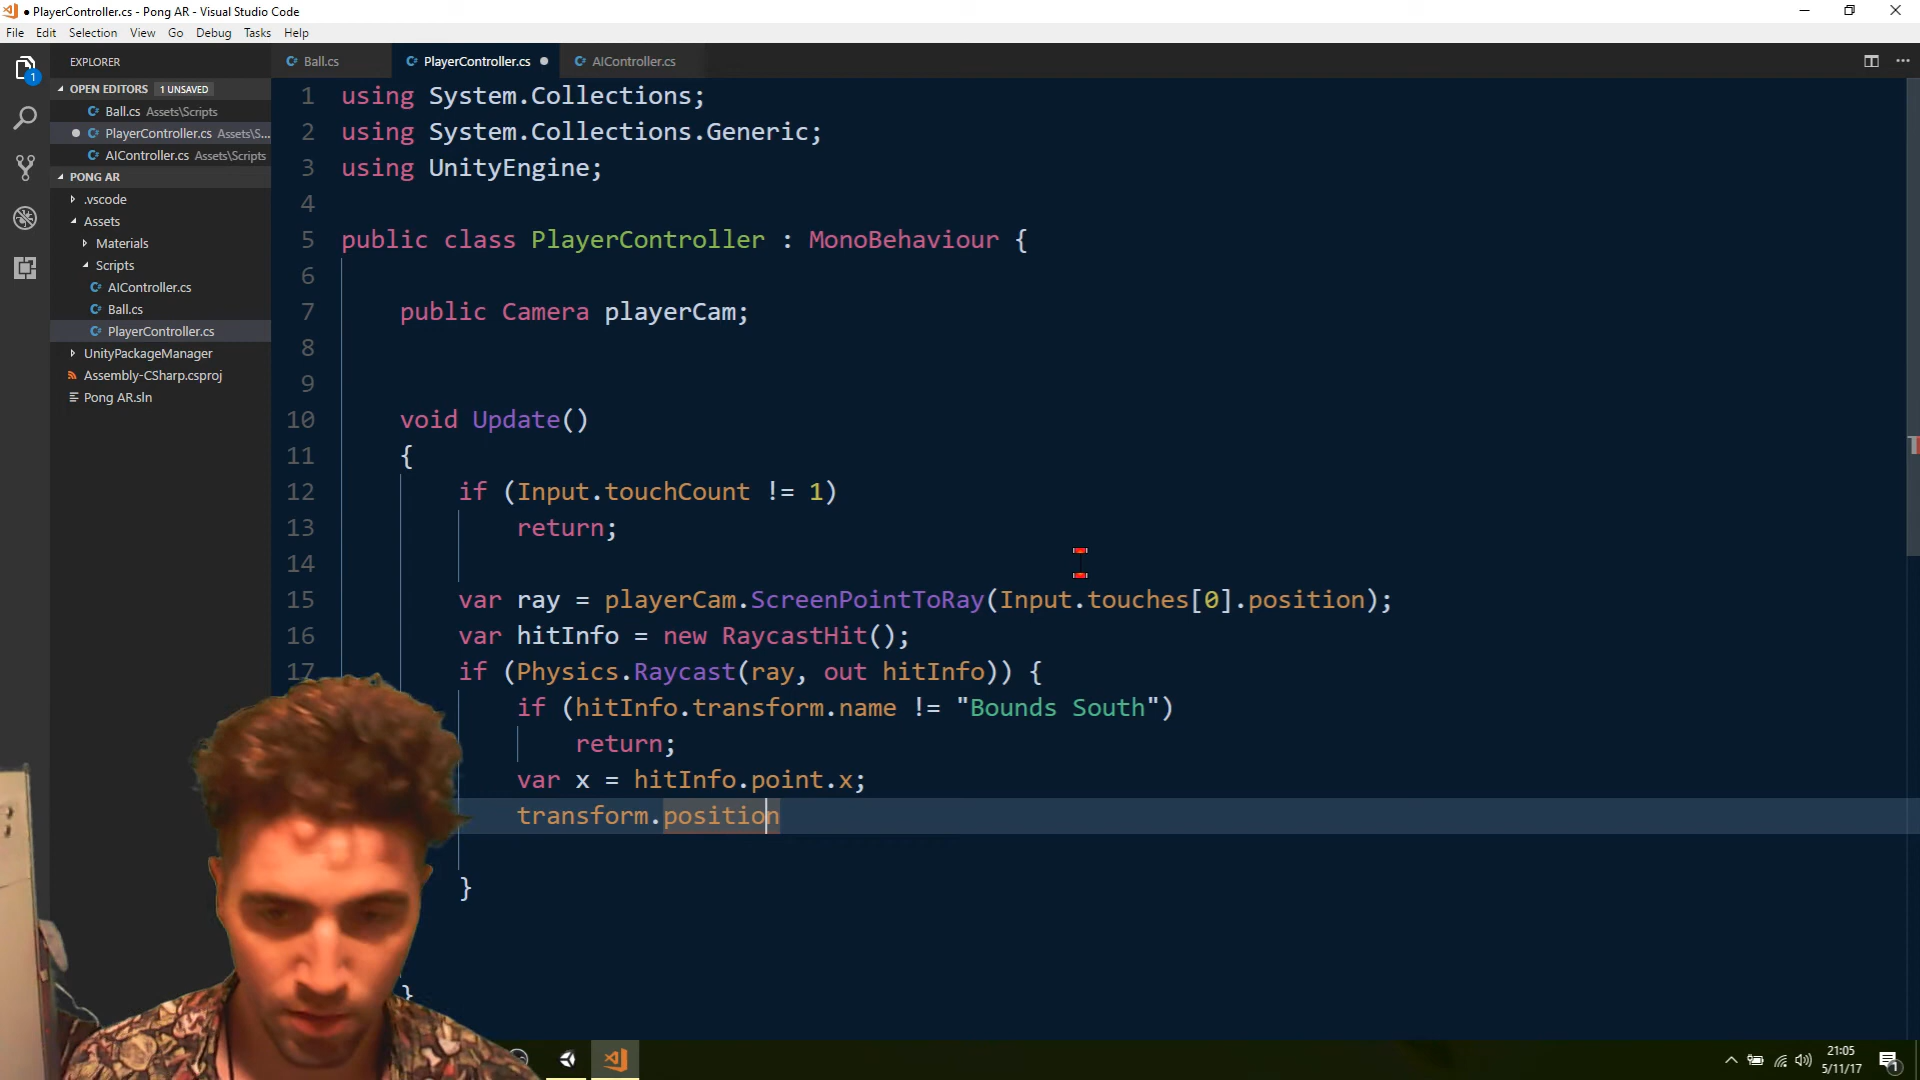 PlayerController.cs - Pong AR - Visual Studio Code
File Edit Selection View Go Debug Tasks Help
EXPLORER
OPEN EDITORS 1 UNSAVED
Ball.cs Assets\Scripts
PlayerController.cs Assets\S...
AIController.cs Assets\Scripts
PONG AR
.vscode
Assets
Materials
Scripts
AIController.cs
Ball.cs
PlayerController.cs
UnityPackageManager
Assembly-CSharp.csproj
Pong AR.sln
1
Ball.cs PlayerController.cs AIController.cs
1 using System.Collections;
2 using System.Collections.Generic;
3 using UnityEngine;
4
5 public class PlayerController : MonoBehaviour {
6
7 public Camera playerCam;
8
9
10 void Update()
11 {
12 if (Input.touchCount != 1)
13 return;
14
15 var ray = playerCam.ScreenPointToRay(Input.touches[0].position);
16 var hitInfo = new RaycastHit();
17 if (Physics.Raycast(ray, out hitInfo)) {
if (hitInfo.transform.name != "Bounds South")
return;
var x = hitInfo.point.x;
transform.position
}
}
21:05
5/11/17
1